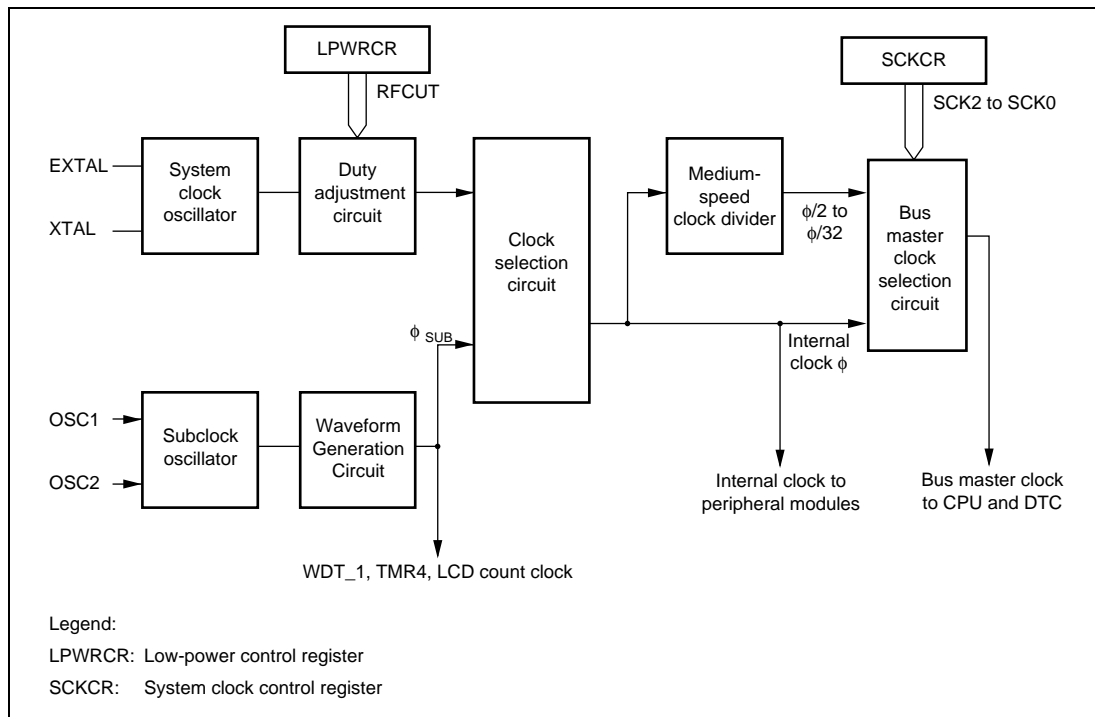 LPWRCR
RFCUT
SCKCR
SCK2 to SCK0
EXTAL
XTAL
System
clock
oscillator
Duty
adjustment
circuit
Clock
selection
circuit
Medium-
speed
clock divider
ϕ/2 to
ϕ/32
Bus
master
clock
selection
circuit
ϕ SUB
Internal
clock ϕ
OSC1
OSC2
Subclock
oscillator
Waveform
Generation
Circuit
Internal clock to
peripheral modules
Bus master clock
to CPU and DTC
WDT_1, TMR4, LCD count clock
Legend:
LPWRCR: Low-power control register
SCKCR: System clock control register